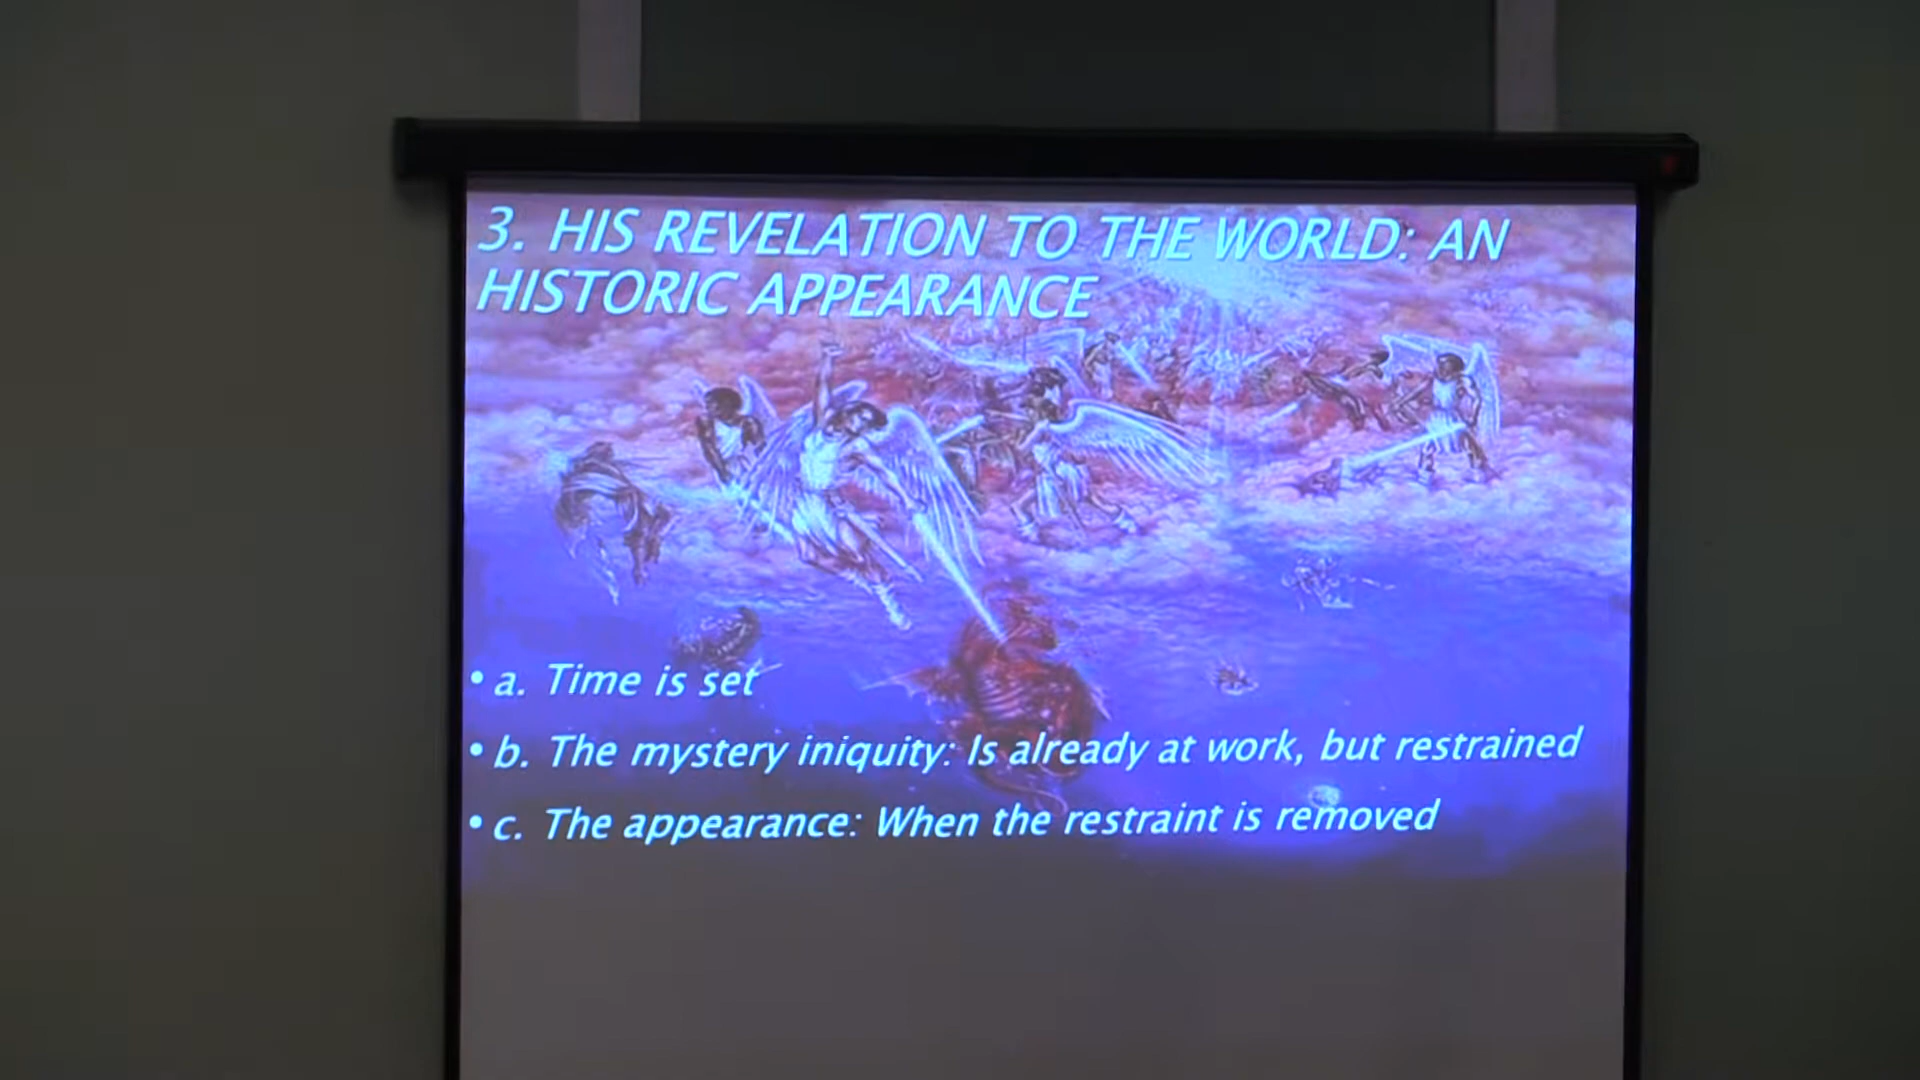 3. HIS REVELATION TO THE WORLD: AN
HISTORIC APPEARANCE
• a. Time is set
• b. The mystery iniquity: Is already at work, but restrained
• c. The appearance: When the restraint is removed